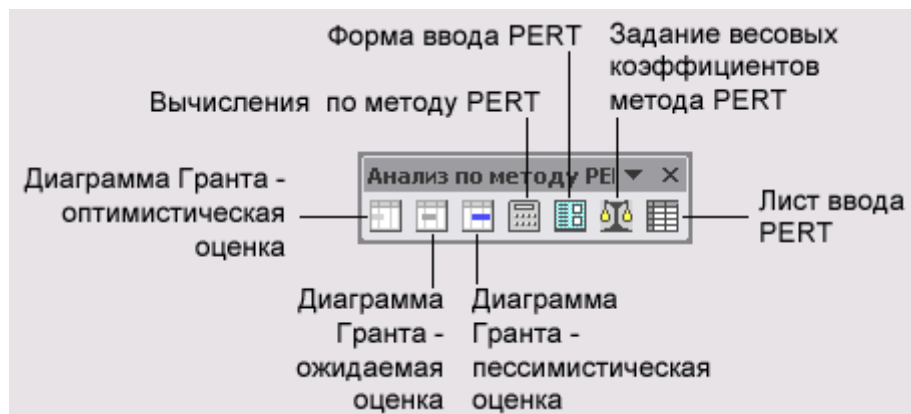 Форма ввода PERT
Задание весовых
коэффициентов
метода PERT
Вычисления по методу PERT
Диаграмма Гранта -
оптимистическая
оценка
Анализ по методу PEI
Лист ввода
PERT
Диаграмма
Гранта -
ожидаемая
оценка
Диаграмма
Гранта -
пессимистическая
оценка